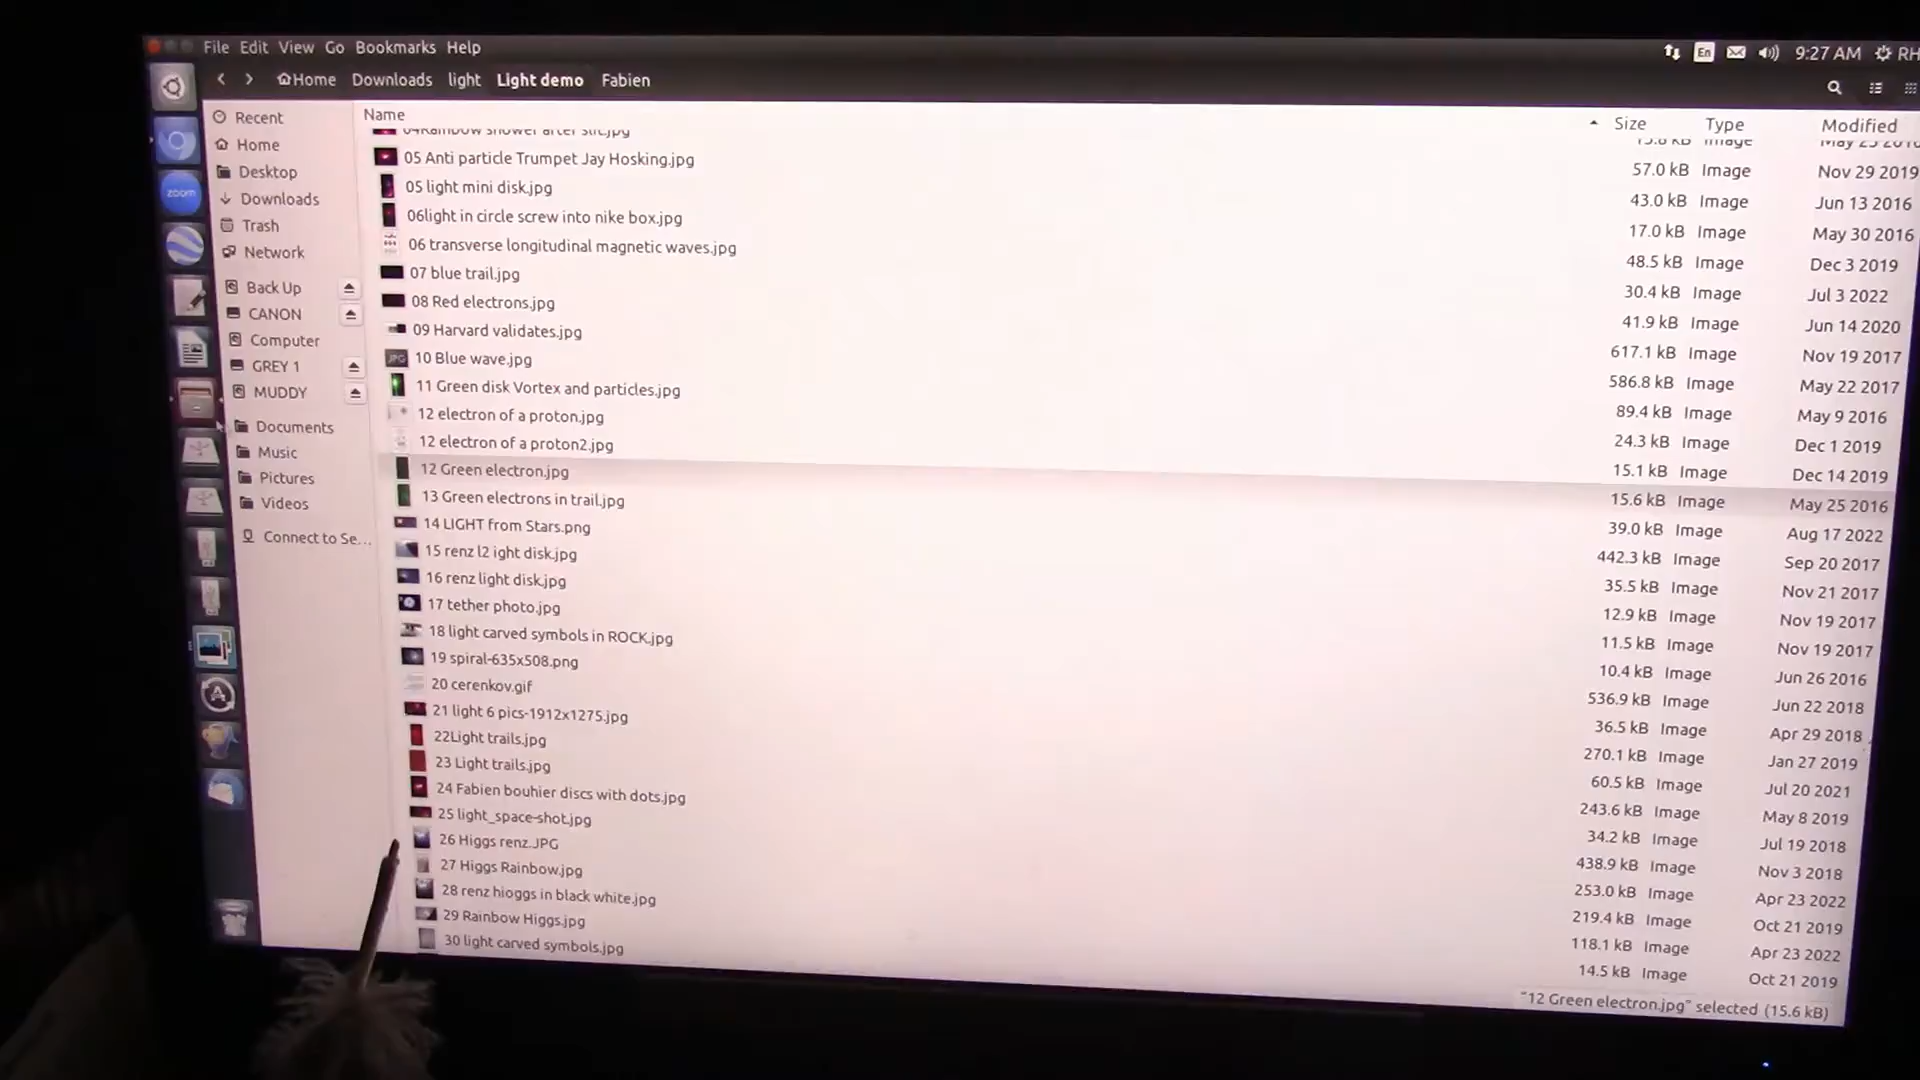 File Edit View Go Bookmarks Help
En 9:27 AM RH
Home Downloads light Light demo Fabien
zoom
Recent
Home
Desktop
Downloads
Trash
Network
Back Up
CANON
Computer
GREY 1
MUDDY
Documents
Music
Pictures
Videos
Connect to Se...
Name Size Type Modified
04Rainbow shower after slit.jpg Image
05 Anti particle Trumpet Jay Hosking.jpg 57.0 kB Image Nov 29 2019
05 light mini disk.jpg 43.0 kB Image Jun 13 2016
06light in circle screw into nike box.jpg 17.0 kB Image May 30 2016
06 transverse longitudinal magnetic waves.jpg 48.5 kB Image Dec 3 2019
07 blue trail.jpg 30.4 kB Image Jul 3 2022
08 Red electrons.jpg 41.9 kB Image Jun 14 2020
09 Harvard validates.jpg 617.1 kB Image Nov 19 2017
JPG 10 Blue wave.jpg 586.8 kB Image May 22 2017
11 Green disk Vortex and particles.jpg 89.4 kB Image May 9 2016
12 electron of a proton.jpg 24.3 kB Image Dec 1 2019
12 electron of a proton2.jpg 15.1 kB Image Dec 14 2019
12 Green electron.jpg 15.6 kB Image May 25 2016
13 Green electrons in trail.jpg 39.0 kB Image Aug 17 2022
14 LIGHT from Stars.png 442.3 kB Image Sep 20 2017
15 renz l2 ight disk.jpg 35.5 kB Image Nov 21 2017
16 renz light disk.jpg 12.9 kB Image Nov 19 2017
17 tether photo.jpg 11.5 kB Image Nov 19 2017
18 light carved symbols in ROCK.jpg 10.4 kB Image Jun 26 2016
19 spiral-635x508.png 536.9 kB Image Jun 22 2018
20 cerenkov.gif 36.5 kB Image Apr 29 2018
21 light 6 pics-1912x1275.jpg 270.1 kB Image Jan 27 2019
22Light trails.jpg 60.5 kB Image Jul 20 2021
23 Light trails.jpg 243.6 kB Image May 8 2019
24 Fabien bouhier discs with dots.jpg 34.2 kB Image Jul 19 2018
25 light_space-shot.jpg 438.9 kB Image Nov 3 2018
26 Higgs renz.JPG 253.0 kB Image Apr 23 2022
27 Higgs Rainbow.jpg 219.4 kB Image Oct 21 2019
28 renz hioggs in black white.jpg 118.1 kB Image Apr 23 2022
29 Rainbow Higgs.jpg 14.5 kB Image Oct 21 2019
30 light carved symbols.jpg
"12 Green electron.jpg" selected (15.6 kB)